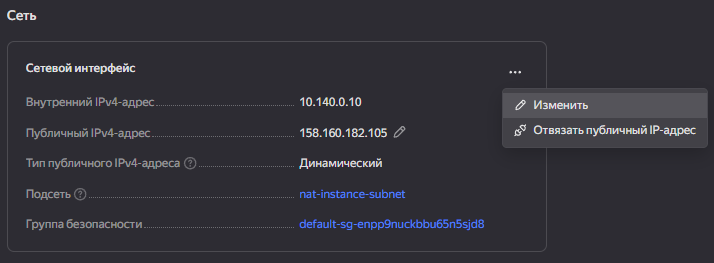 Сеть
Сетевой интерфейс
Внутренний IPv4-адрес 10.140.0.10
Изменить
Публичный IPv4-адрес 158.160.182.105
Отвязать публичный IP-адрес
Тип публичного IPv4-адреса Динамический
Подсеть nat-instance-subnet
Группа безопасности default-sg-enpp9nuckbbu65n5sjd8